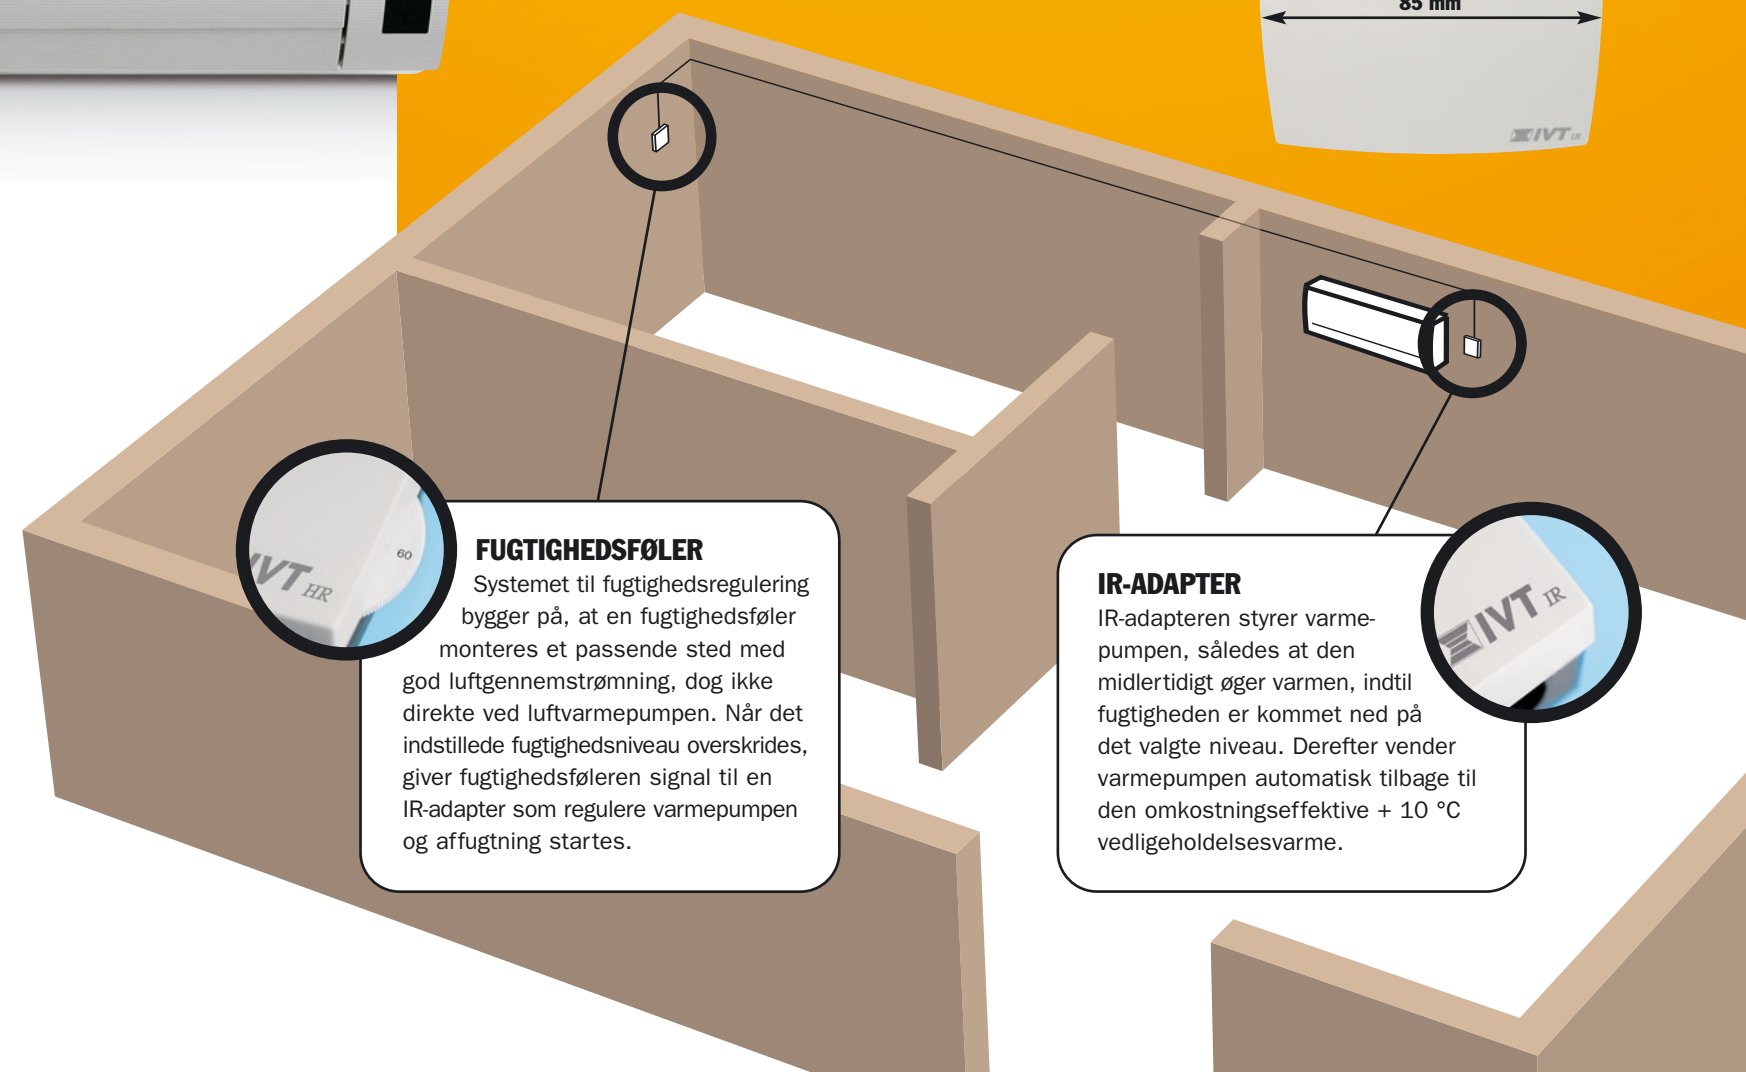 85 mm
IVT IR
FUGTIGHEDSFØLER
Systemet til fugtighedsregulering
bygger på, at en fugtighedsføler
monteres et passende sted med
god luftgennemstrømning, dog ikke
direkte ved luftvarmepumpen. Når det
indstillede fugtighedsniveau overskrides,
giver fugtighedsføleren signal til en
IR-adapter som regulere varmepumpen
og affugtning startes.
60
IVT HR
IR-ADAPTER
IR-adapteren styrer varme-
pumpen, således at den
midlertidigt øger varmen, indtil
fugtigheden er kommet ned på
det valgte niveau. Derefter vender
varmepumpen automatisk tilbage til
den omkostningseffektive + 10 °C
vedligeholdelsesvarme.
IVT IR